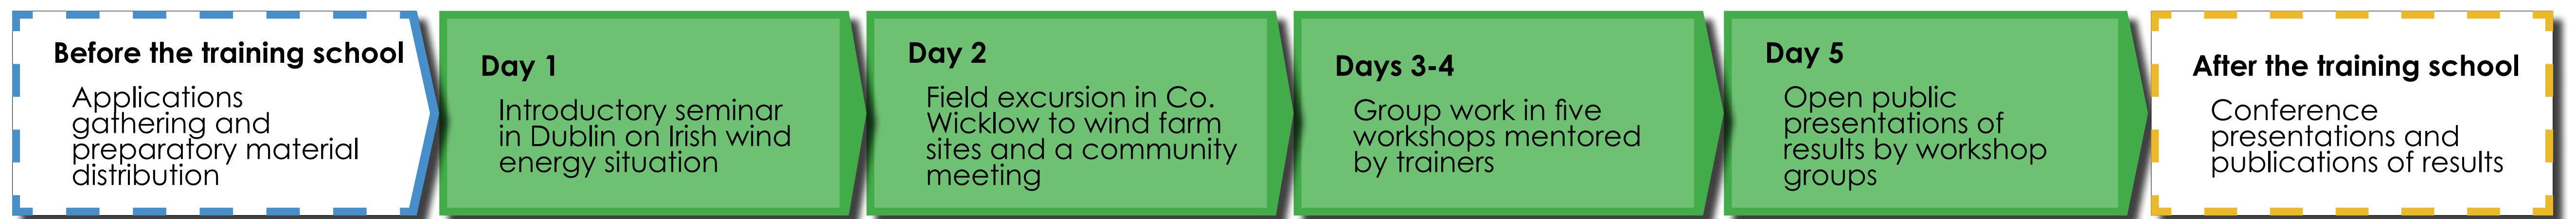 Before the training school
Applications
gathering and
preparatory material
distribution
Day 1
Introductory seminar
in Dublin on Irish wind
energy situation
Day 2
Field excursion in Co.
Wicklow to wind farm
sites and a community
meeting
Days 3-4
Group work in five
workshops mentored
by trainers
Day 5
Open public
presentations of
results by workshop
groups
After the training school
Conference
presentations and
publications of results